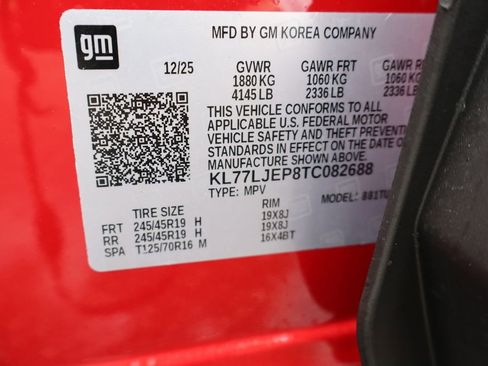 gm
MFD BY GM KOREA COMPANY
12/25 GVWR GAWR FRT GAWR RR
1880 KG 1060 KG 1060 KG
4145 LB 2336 LB 2336 LB
THIS VEHICLE CONFORMS TO ALL
APPLICABLE U.S. FEDERAL MOTOR
VEHICLE SAFETY AND THEFT PREVENTI
STANDARDS IN EFFECT ON THE DATE O
MANUFACTURE SHOWN ABOVE.
KL77LJEP8TC082688
TYPE: MPV MODEL:
TIRE SIZE RIM
FRT 245/45R19 H 19X8J
RR 245/45R19 H 19X8J
SPA T125/70R16 M 16X4BT